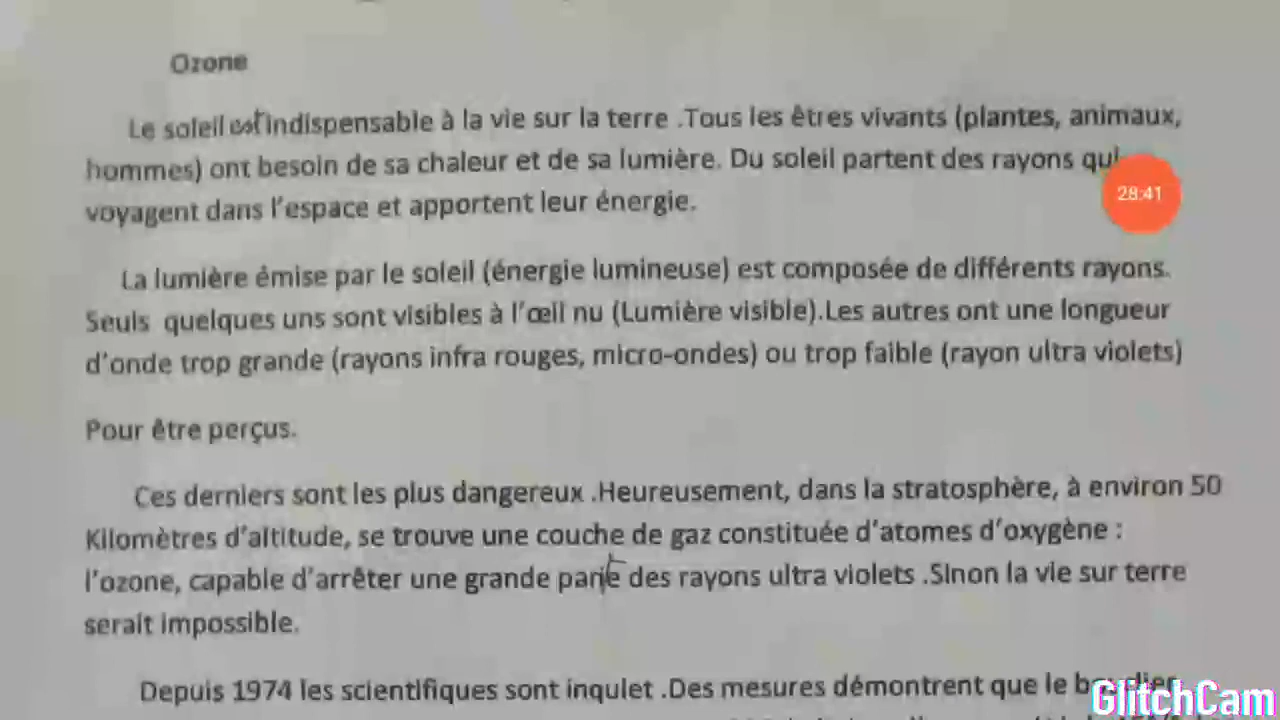 Ozone
Le soleil est indispensable à la vie sur la terre .Tous les êtres vivants (plantes, animaux,
hommes) ont besoin de sa chaleur et de sa lumière. Du soleil partent des rayons qui
28:41
voyagent dans l'espace et apportent leur énergie.
La lumière émise par le soleil (énergie lumineuse) est composée de différents rayons.
Seuls quelques uns sont visibles à l'œil nu (Lumière visible).Les autres ont une longueur
d'onde trop grande (rayons infra rouges, micro-ondes) ou trop faible (rayon ultra violets)
Pour être perçus.
Ces derniers sont les plus dangereux .Heureusement, dans la stratosphère, à environ 50
Kilomètres d'altitude, se trouve une couche de gaz constituée d'atomes d'oxygène :
l'ozone, capable d'arrêter une grande partie des rayons ultra violets .Sinon la vie sur terre
serait impossible.
Depuis 1974 les scientifiques sont inquiet .Des mesures démontrent que le
GlitchCam